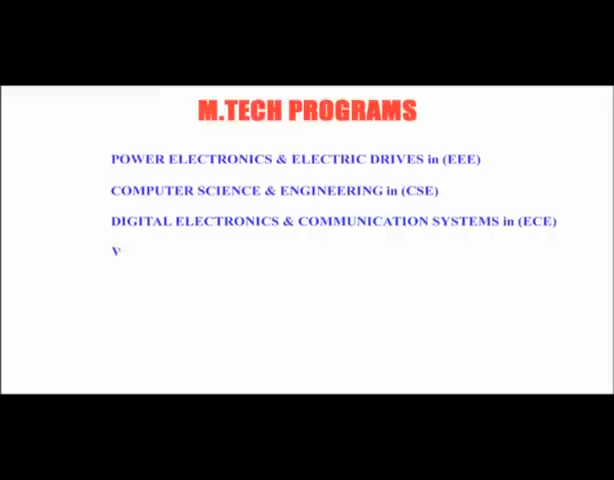 M.TECH PROGRAMS
POWER ELECTRONICS & ELECTRIC DRIVES in (EEE)
COMPUTER SCIENCE & ENGINEERING in (CSE)
DIGITAL ELECTRONICS & COMMUNICATION SYSTEMS in (ECE)
V